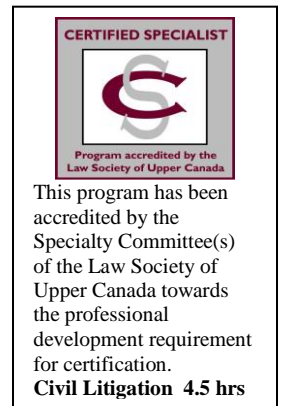 CERTIFIED SPECIALIST
CS
Program accredited by the
Law Society of Upper Canada
This program has been
accredited by the
Specialty Committee(s)
of the Law Society of
Upper Canada towards
the professional
development requirement
for certification.
Civil Litigation 4.5 hrs